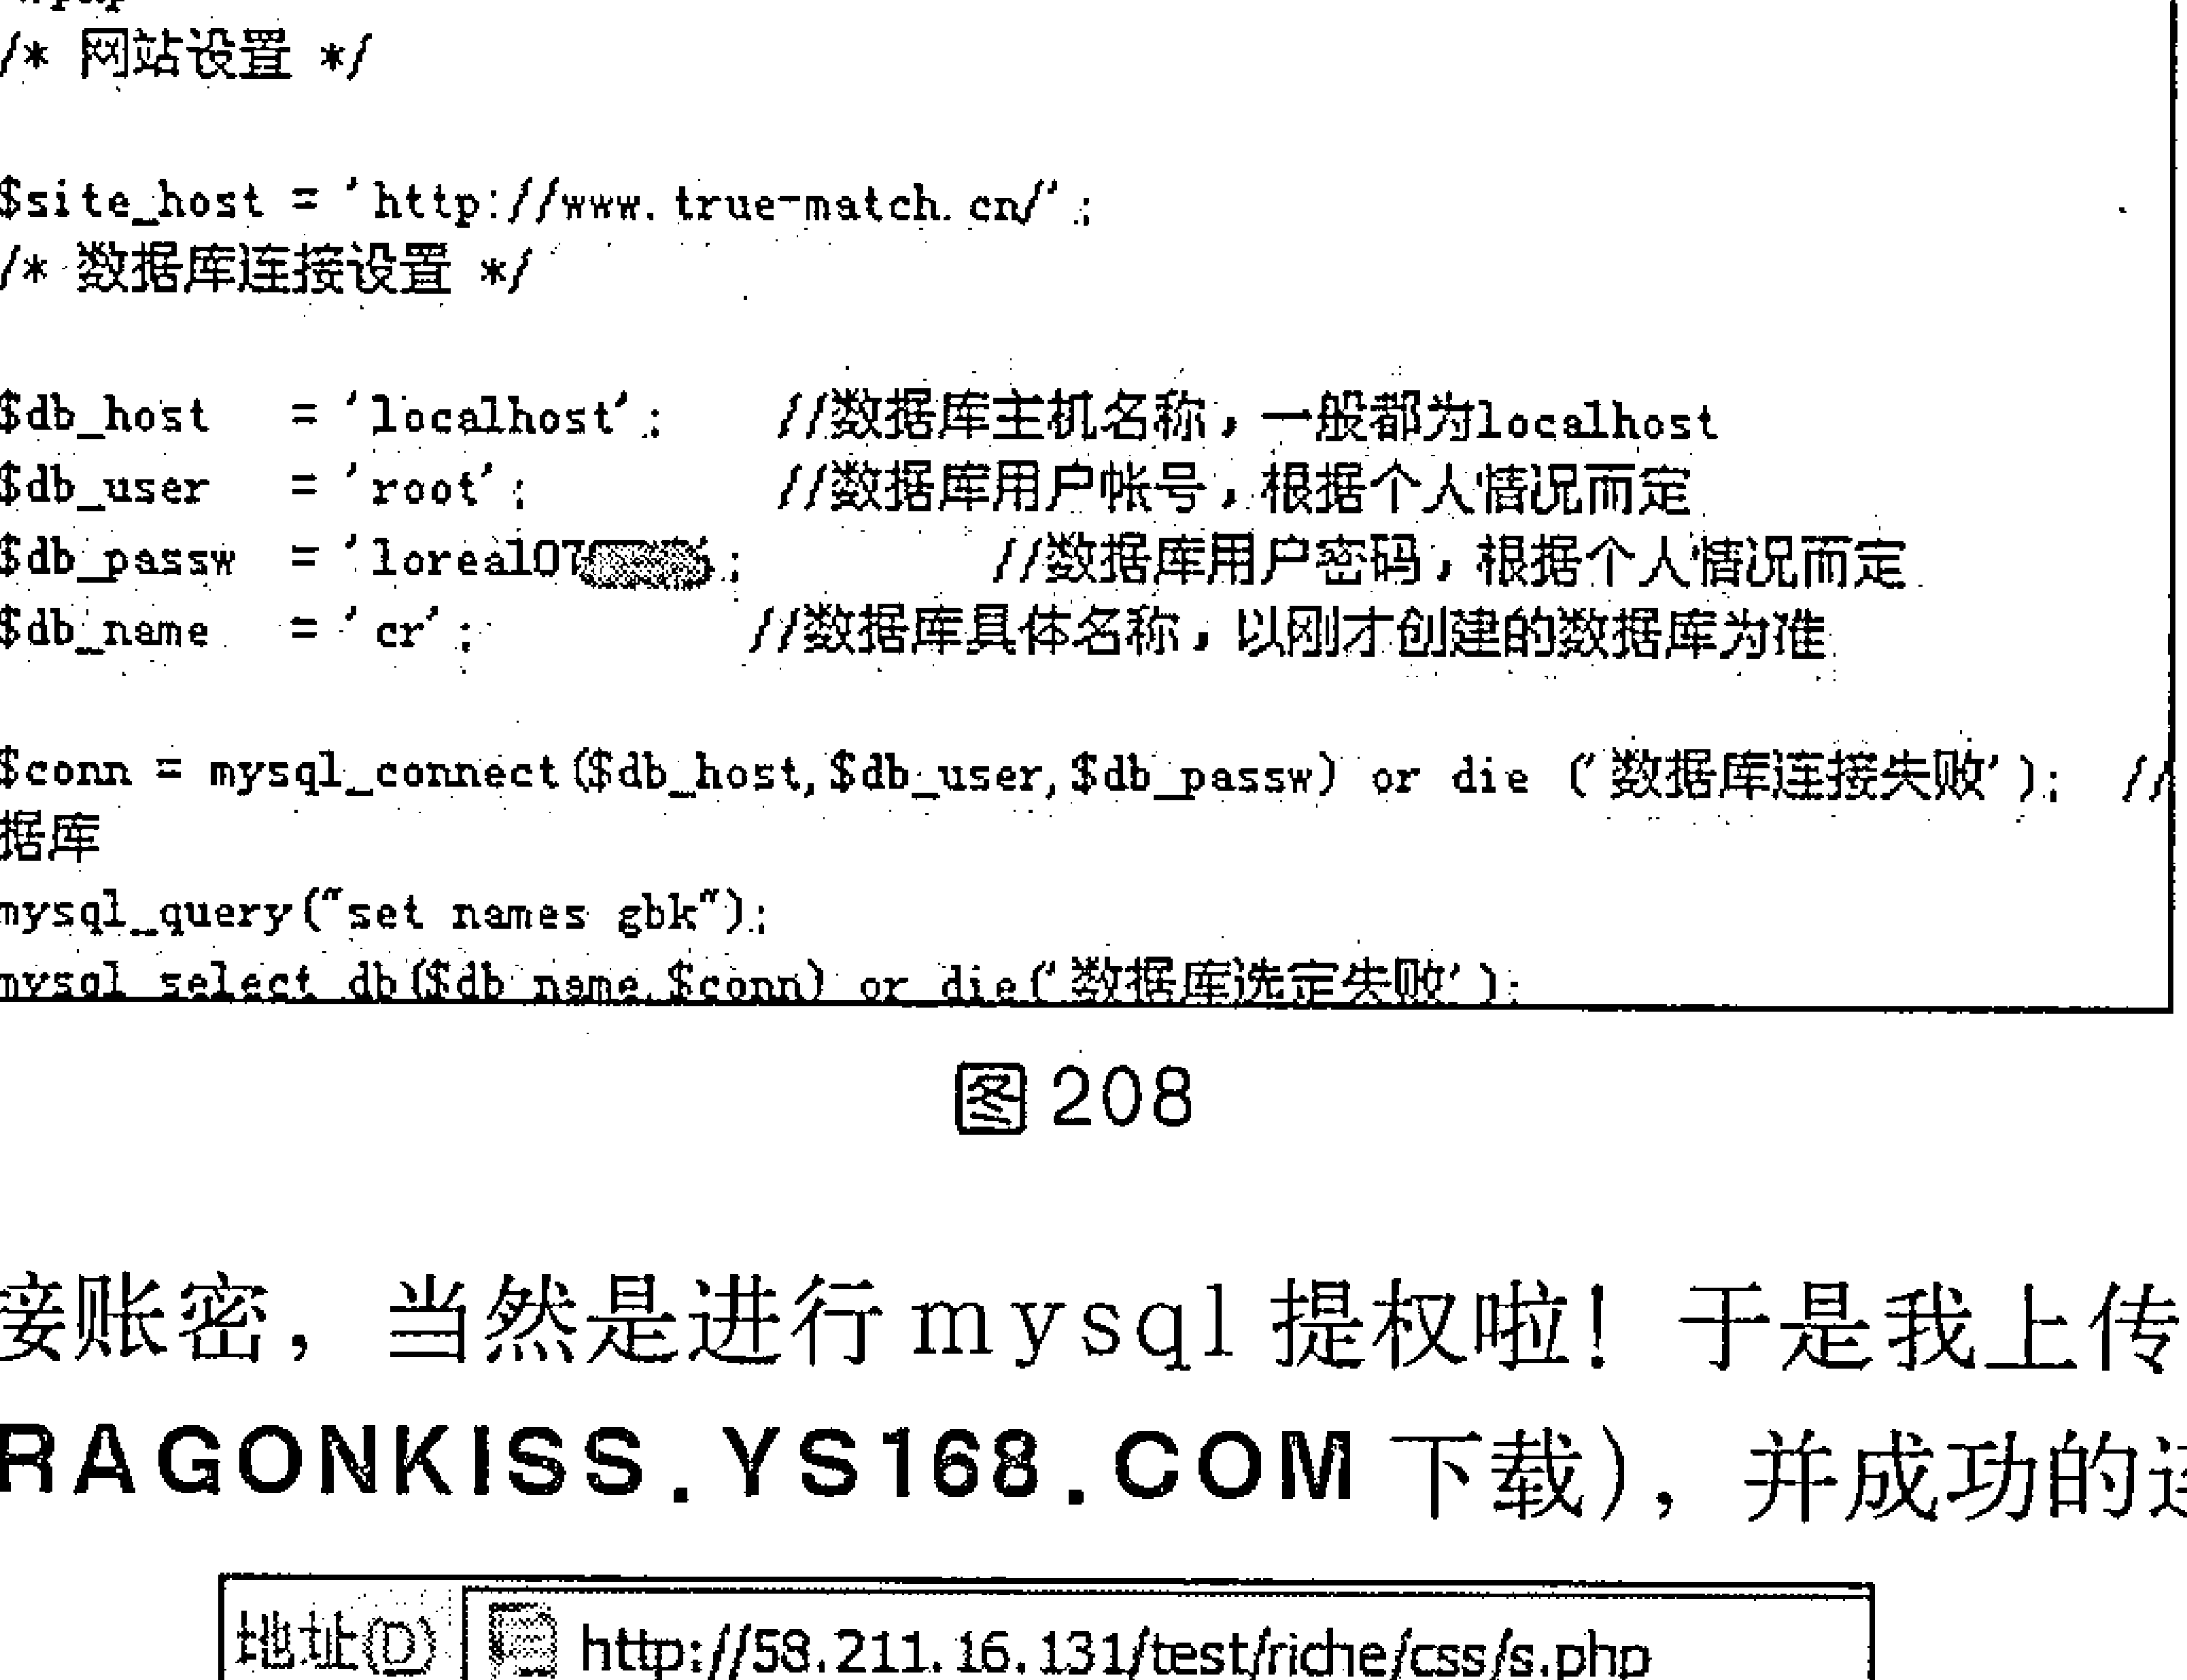 /* 网站设置 */
$site_host = 'http://www.true-match.cn/';
/* 数据库连接设置 */
$db_host = 'localhost'; //数据库主机名称，一般都为localhost
$db_user = 'root'; //数据库用户帐号，根据个人情况而定
$db_passw = 'loreal07 ; //数据库用户密码，根据个人情况而定
$db_name = 'cr'; //数据库具体名称，以刚才创建的数据库为准
$conn = mysql_connect($db_host,$db_user,$db_passw) or die ('数据库连接失败'); //
据库
mysql_query("set names gbk");
mysql_select_db($db_name,$conn) or die('数据库选定失败');
图 208
接账密，当然是进行 mysql 提权啦！于是我上传
RAGONKISS.YS168.COM 下载），并成功的连
地址(D) http://58.211.16.131/test/riche/css/s.php